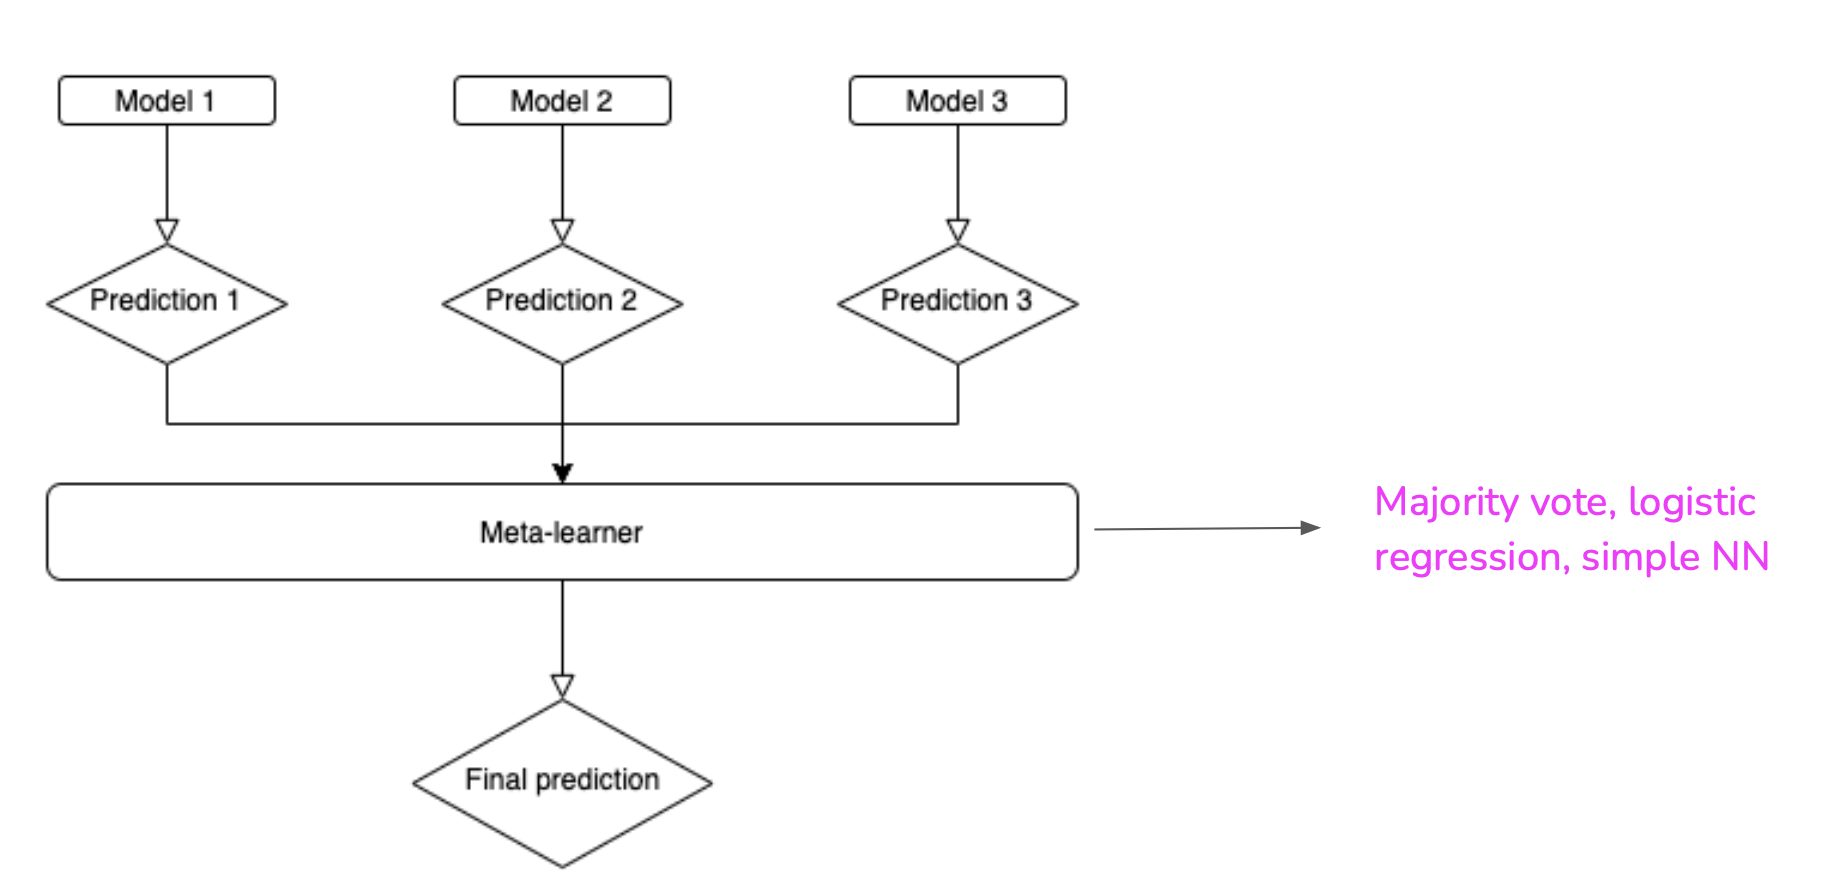 Model 1
Model 2
Model 3
Prediction 1
Prediction 2
Prediction 3
Meta-learner
Majority vote, logistic
regression, simple NN
Final prediction